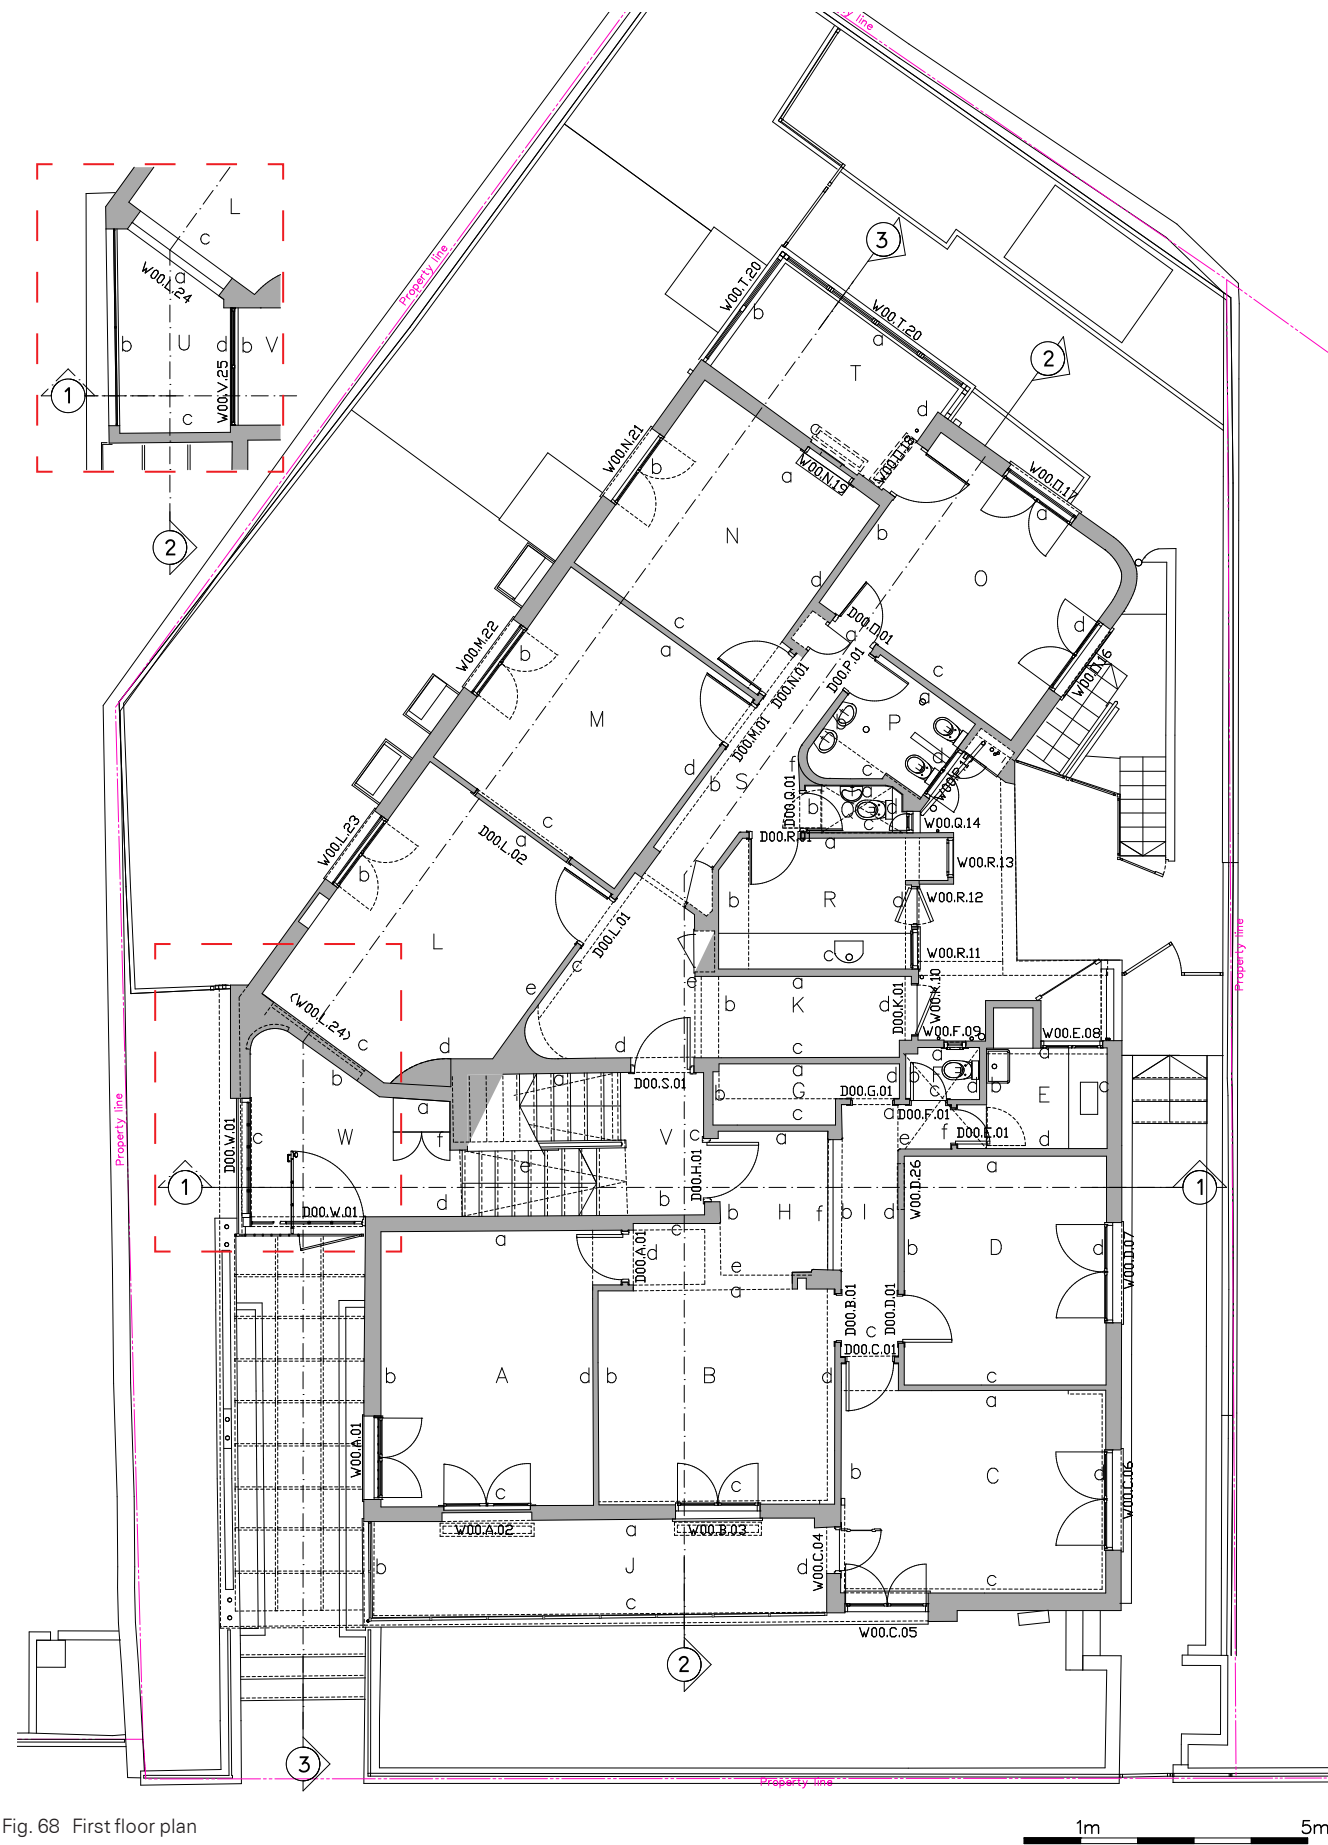 Property line
L
c
W00.L.24
a
b
U
d
b
V
W00.V.25
1
c
2
Property line
3
W00.T.20
b
W00.T.20
a
T
2
d
c
W00.O.18
W00.N.21
b
a
W00.N.19
W00.O.17
a
N
b
O
d
c
D00.O.01
a
d
W00.O.16
W00.M.22
b
a
D00.N.01
D00.P.01
c
a
M
D00.M.01
b
P
d
W00.P.15
d
b
S
f
c
D00.Q.01
a
b
d
c
W00.Q.14
c
a
D00.L.02
D00.R.01
a
W00.L.23
b
W00.R.13
b
R
d
W00.R.12
L
D00.L.01
c
c
W00.R.11
Property line
e
e
a
b
K
d
D00.K.01
W00.K.10
(W00.L.24)
c
d
d
c
W00.F.09
W00.E.08
b
a
D00.S.01
a
d
b
G
D00.G.01
a
b
F
d
c
a
b
E
c
Property line
a
c
a
D00.F.01
D00.W.01
c
W
f
V
c
a
e
f
D00.E.01
d
e
D00.H.01
a
1
d
b
b
H
f
b
I
d
W00.D.26
1
D00.W.01
c
a
d
D00.A.01
e
a
b
D
d
W00.D.07
D00.B.01
D00.D.01
c
D00.C.01
b
A
d
b
B
d
c
a
W00.A.01
c
c
b
C
d
W00.C.06
W00.A.02
a
W00.B.03
b
J
d
W00.C.04
c
c
W00.C.05
2
3
Property line
Fig. 68 First floor plan
1m
5m